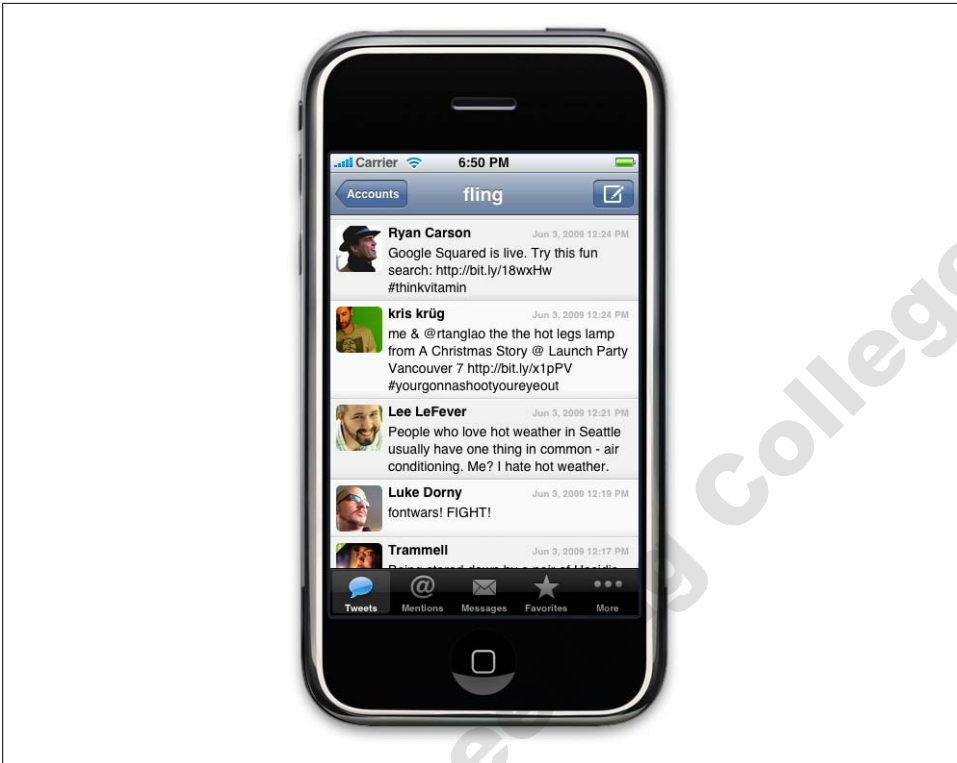 Carrier 6:50 PM
Accounts fling
Ryan Carson Jun 3, 2009 12:24 PM
Google Squared is live. Try this fun
search: http://bit.ly/18wxHw
#thinkvitamin
kris krüg Jun 3, 2009 12:24 PM
me & @rtanglao the the hot legs lamp
from A Christmas Story @ Launch Party
Vancouver 7 http://bit.ly/x1pPV
#yourgonnashootyoureyeout
Lee LeFever Jun 3, 2009 12:21 PM
People who love hot weather in Seattle
usually have one thing in common - air
conditioning. Me? I hate hot weather.
Luke Dorny Jun 3, 2009 12:19 PM
fontwars! FIGHT!
Trammell Jun 3, 2009 12:17 PM
Tweets Mentions Messages Favorites More
College